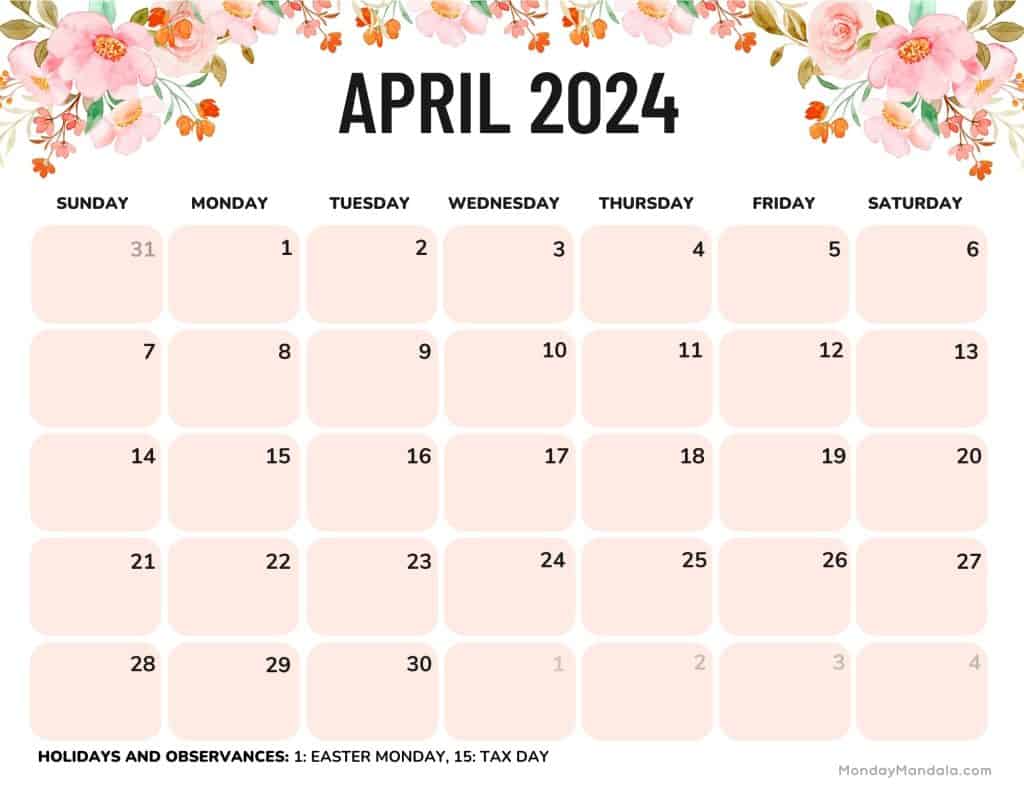 APRIL 2024
SUNDAY MONDAY TUESDAY WEDNESDAY THURSDAY FRIDAY SATURDAY
31 1 2 3 4 5 6
7 8 9 10 11 12 13
14 15 16 17 18 19 20
21 22 23 24 25 26 27
28 29 30 1 2 3 4
HOLIDAYS AND OBSERVANCES: 1: EASTER MONDAY, 15: TAX DAY
MondayMandala.com